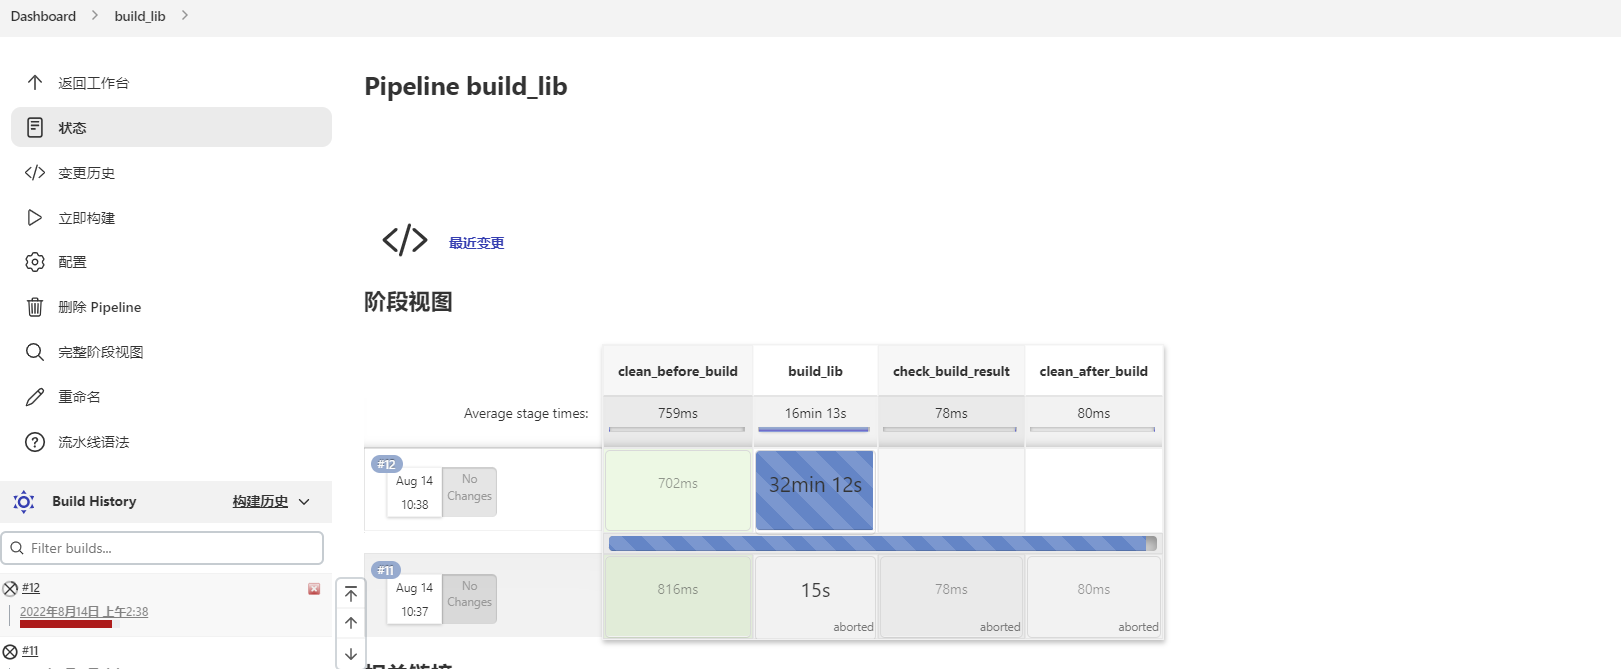 Dashboard
build_lib
返回工作台
状态
变更历史
立即构建
配置
删除 Pipeline
完整阶段视图
重命名
流水线语法
Build History
构建历史
Filter builds...
#12
2022年8月14日 上午2:38
#11
Pipeline build_lib
最近变更
阶段视图
clean_before_build build_lib check_build_result clean_after_build
Average stage times: 759ms 16min 13s 78ms 80ms
#12
Aug 14
10:38
No
Changes
702ms 32min 12s
#11
Aug 14
10:37
No
Changes
816ms 15s 78ms 80ms
aborted aborted aborted